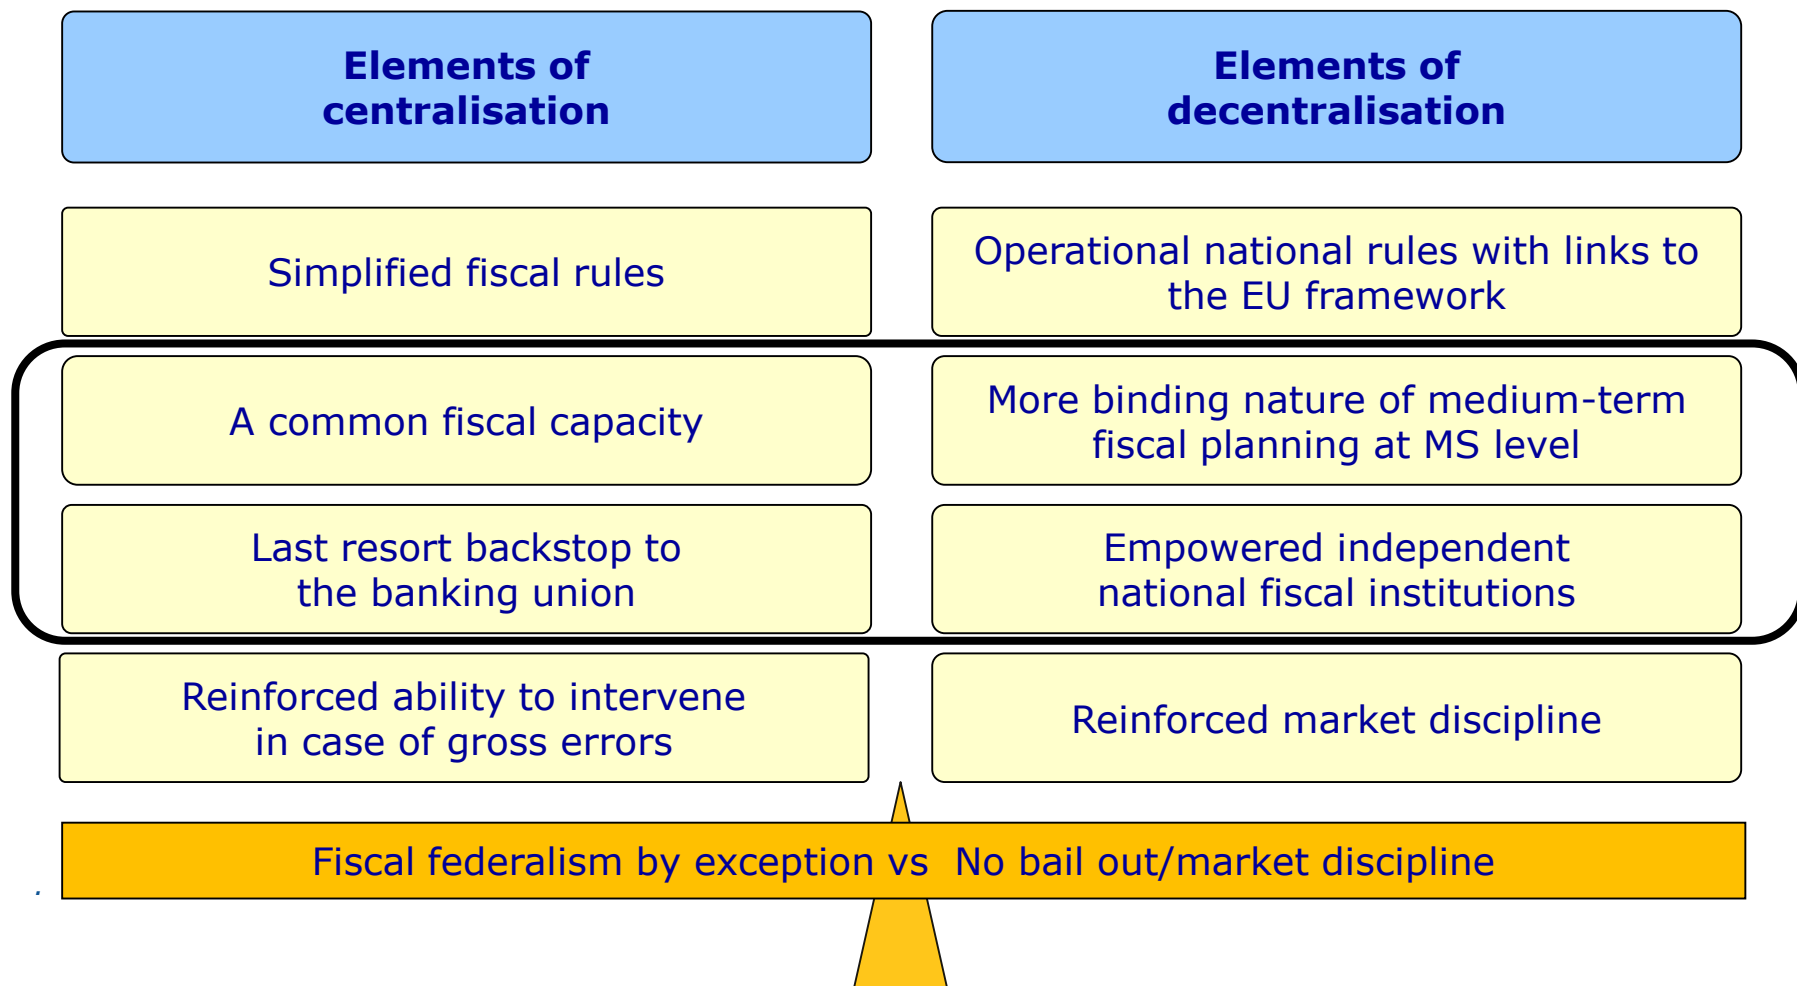 Elements of
centralisation
Elements of
decentralisation
Simplified fiscal rules
Operational national rules with links to
the EU framework
A common fiscal capacity
More binding nature of medium-term
fiscal planning at MS level
Last resort backstop to
the banking union
Empowered independent
national fiscal institutions
Reinforced ability to intervene
in case of gross errors
Reinforced market discipline
Fiscal federalism by exception vs  No bail out/market discipline
.